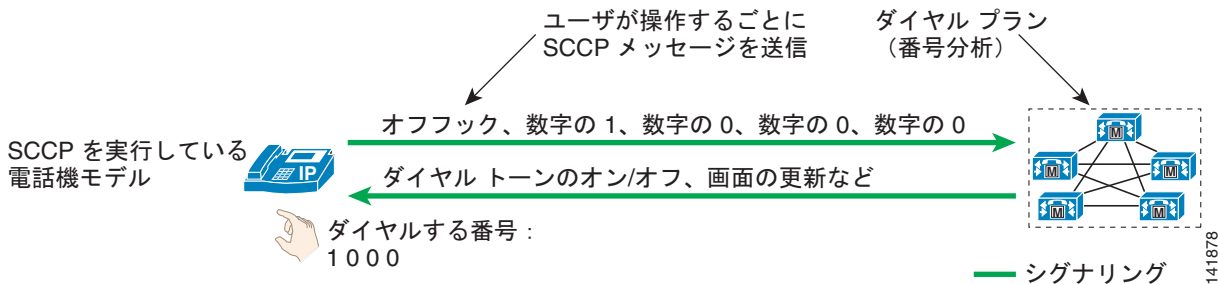 ユーザが操作するごとに
SCCP メッセージを送信
ダイヤル プラン
（番号分析）
オフフック、数字の 1、数字の 0、数字の 0、数字の 0
SCCP を実行している
電話機モデル
IP
ダイヤル トーンのオン/オフ、画面の更新など
M
M
M
M
M
ダイヤルする番号：
1 0 0 0
シグナリング
141878